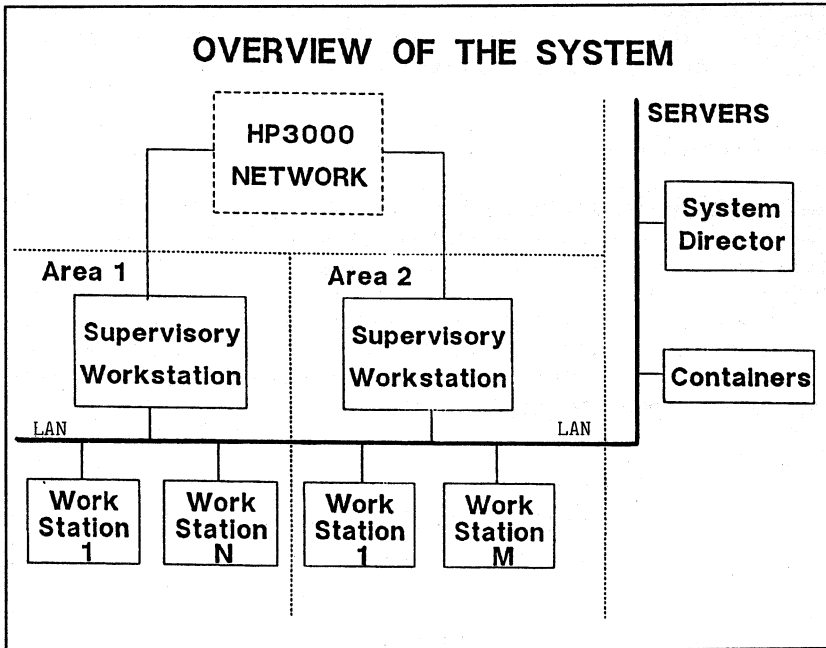 OVERVIEW OF THE SYSTEM
HP3000
NETWORK
SERVERS
System
Director
Containers
Area 1
Supervisory
Workstation
Area 2
Supervisory
Workstation
LAN
LAN
Work
Station
1
Work
Station
N
Work
Station
1
Work
Station
M